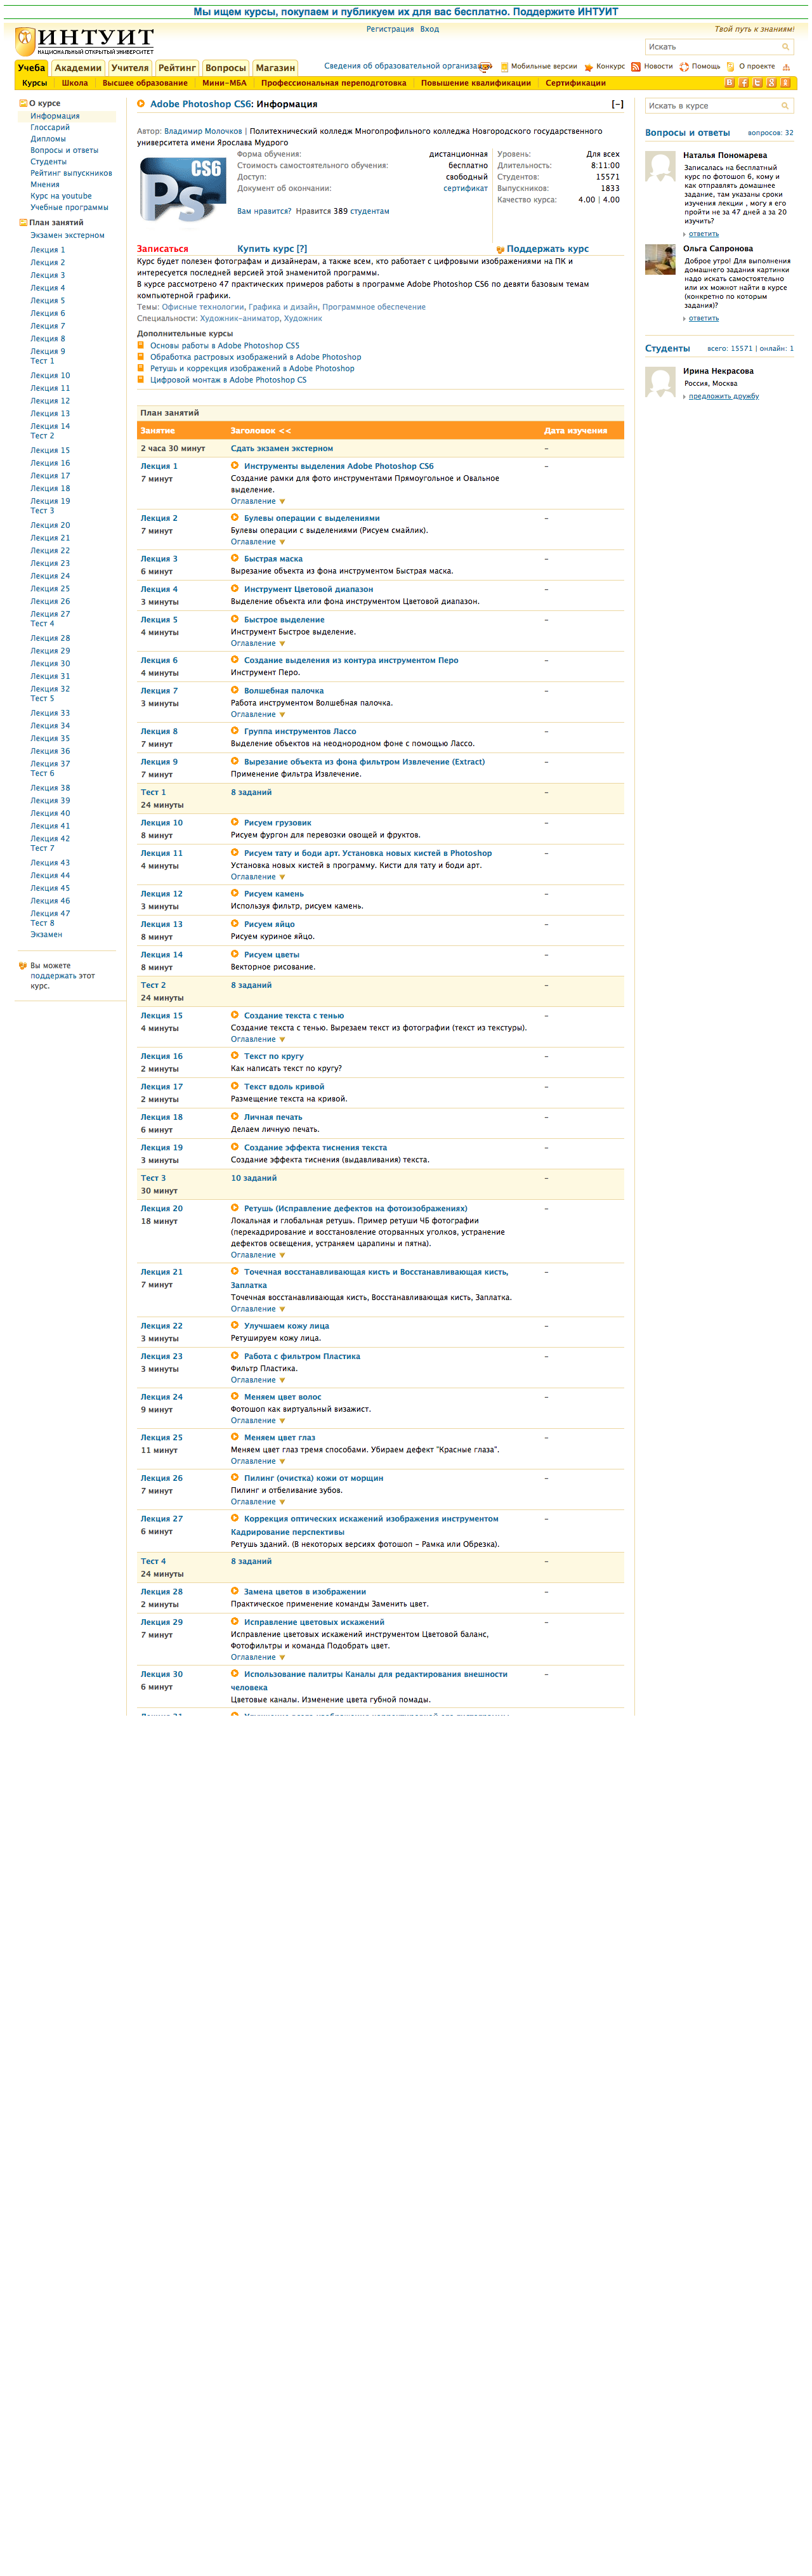 Мы ищем курсы, покупаем и публикуем их для вас бесплатно. Поддержите ИНТУИТ
ИНТУИТ
НАЦИОНАЛЬНЫЙ ОТКРЫТЫЙ УНИВЕРСИТЕТ
Регистрация Вход
Твой путь к знаниям!
Искать
Учеба Академии Учителя Рейтинг Вопросы Магазин
Сведения об образовательной организации Мобильные версии Конкурс Новости Помощь О проекте
Курсы Школа Высшее образование Мини-МБА Профессиональная переподготовка Повышение квалификации Сертификации
О курсе
Информация
Глоссарий
Дипломы
Вопросы и ответы
Студенты
Рейтинг выпускников
Мнения
Курс на youtube
Учебные программы
План занятий
Экзамен экстерном
Лекция 1
Лекция 2
Лекция 3
Лекция 4
Лекция 5
Лекция 6
Лекция 7
Лекция 8
Лекция 9
Тест 1
Лекция 10
Лекция 11
Лекция 12
Лекция 13
Лекция 14
Тест 2
Лекция 15
Лекция 16
Лекция 17
Лекция 18
Лекция 19
Тест 3
Лекция 20
Лекция 21
Лекция 22
Лекция 23
Лекция 24
Лекция 25
Лекция 26
Лекция 27
Тест 4
Лекция 28
Лекция 29
Лекция 30
Лекция 31
Лекция 32
Тест 5
Лекция 33
Лекция 34
Лекция 35
Лекция 36
Лекция 37
Тест 6
Лекция 38
Лекция 39
Лекция 40
Лекция 41
Лекция 42
Тест 7
Лекция 43
Лекция 44
Лекция 45
Лекция 46
Лекция 47
Тест 8
Экзамен
Вы можете
поддержать этот
курс.
Adobe Photoshop CS6: Информация [–]
Автор: Владимир Молочков | Политехнический колледж Многопрофильного колледжа Новгородского государственного
университета имени Ярослава Мудрого
CS6
Ps
Форма обучения: дистанционная
Стоимость самостоятельного обучения: бесплатно
Доступ: свободный
Документ об окончании: сертификат
Вам нравится? Нравится 389 студентам
Уровень: Для всех
Длительность: 8:11:00
Студентов: 15571
Выпускников: 1833
Качество курса: 4.00 | 4.00
Записаться Купить курс [?] Поддержать курс
Курс будет полезен фотографам и дизайнерам, а также всем, кто работает с цифровыми изображениями на ПК и
интересуется последней версией этой знаменитой программы.
В курсе рассмотрено 47 практических примеров работы в программе Adobe Photoshop CS6 по девяти базовым темам
компьютерной графики.
Темы: Офисные технологии, Графика и дизайн, Программное обеспечение
Специальности: Художник-аниматор, Художник
Дополнительные курсы
Основы работы в Adobe Photoshop CS5
Обработка растровых изображений в Adobe Photoshop
Ретушь и коррекция изображений в Adobe Photoshop
Цифровой монтаж в Adobe Photoshop CS
План занятий
Занятие Заголовок << Дата изучения
2 часа 30 минут Сдать экзамен экстерном –
Лекция 1 Инструменты выделения Adobe Photoshop CS6 –
7 минут Создание рамки для фото инструментами Прямоугольное и Овальное
выделение.
Оглавление
Лекция 2 Булевы операции с выделениями –
7 минут Булевы операции с выделениями (Рисуем смайлик).
Оглавление
Лекция 3 Быстрая маска –
6 минут Вырезание объекта из фона инструментом Быстрая маска.
Лекция 4 Инструмент Цветовой диапазон –
3 минуты Выделение объекта или фона инструментом Цветовой диапазон.
Лекция 5 Быстрое выделение –
4 минуты Инструмент Быстрое выделение.
Оглавление
Лекция 6 Создание выделения из контура инструментом Перо –
4 минуты Инструмент Перо.
Лекция 7 Волшебная палочка –
3 минуты Работа инструментом Волшебная палочка.
Оглавление
Лекция 8 Группа инструментов Лассо –
7 минут Выделение объектов на неоднородном фоне с помощью Лассо.
Лекция 9 Вырезание объекта из фона фильтром Извлечение (Extract) –
7 минут Применение фильтра Извлечение.
Тест 1 8 заданий –
24 минуты
Лекция 10 Рисуем грузовик –
8 минут Рисуем фургон для перевозки овощей и фруктов.
Лекция 11 Рисуем тату и боди арт. Установка новых кистей в Photoshop –
4 минуты Установка новых кистей в программу. Кисти для тату и боди арт.
Оглавление
Лекция 12 Рисуем камень –
3 минуты Используя фильтр, рисуем камень.
Лекция 13 Рисуем яйцо –
8 минут Рисуем куриное яйцо.
Лекция 14 Рисуем цветы –
8 минут Векторное рисование.
Тест 2 8 заданий –
24 минуты
Лекция 15 Создание текста с тенью –
4 минуты Создание текста с тенью. Вырезаем текст из фотографии (текст из текстуры).
Оглавление
Лекция 16 Текст по кругу –
2 минуты Как написать текст по кругу?
Лекция 17 Текст вдоль кривой –
2 минуты Размещение текста на кривой.
Лекция 18 Личная печать –
6 минут Делаем личную печать.
Лекция 19 Создание эффекта тиснения текста –
3 минуты Создание эффекта тиснения (выдавливания) текста.
Тест 3 10 заданий –
30 минут
Лекция 20 Ретушь (Исправление дефектов на фотоизображениях) –
18 минут Локальная и глобальная ретушь. Пример ретуши ЧБ фотографии
(перекадрирование и восстановление оторванных уголков, устранение
дефектов освещения, устраняем царапины и пятна).
Оглавление
Лекция 21 Точечная восстанавливающая кисть и Восстанавливающая кисть, –
7 минут Заплатка
Точечная восстанавливающая кисть, Восстанавливающая кисть, Заплатка.
Оглавление
Лекция 22 Улучшаем кожу лица –
3 минуты Ретушируем кожу лица.
Лекция 23 Работа с фильтром Пластика –
3 минуты Фильтр Пластика.
Оглавление
Лекция 24 Меняем цвет волос –
9 минут Фотошоп как виртуальный визажист.
Оглавление
Лекция 25 Меняем цвет глаз –
11 минут Меняем цвет глаз тремя способами. Убираем дефект "Красные глаза".
Оглавление
Лекция 26 Пилинг (очистка) кожи от морщин –
7 минут Пилинг и отбеливание зубов.
Оглавление
Лекция 27 Коррекция оптических искажений изображения инструментом –
6 минут Кадрирование перспективы
Ретушь зданий. (В некоторых версиях фотошоп - Рамка или Обрезка).
Тест 4 8 заданий –
24 минуты
Лекция 28 Замена цветов в изображении –
2 минуты Практическое применение команды Заменить цвет.
Лекция 29 Исправление цветовых искажений –
7 минут Исправление цветовых искажений инструментом Цветовой баланс,
Фотофильтры и команда Подобрать цвет.
Оглавление
Лекция 30 Использование палитры Каналы для редактирования внешности –
6 минут человека
Цветовые каналы. Изменение цвета губной помады.
Искать в курсе
Вопросы и ответы вопросов: 32
Наталья Пономарева
Записалась на бесплатный
курс по фотошоп 6, кому и
как отправлять домашнее
задание, там указаны сроки
изучения лекции , могу я его
пройти не за 47 дней а за 20
изучить?
ответить
Ольга Сапронова
Доброе утро! Для выполнения
домашнего задания картинки
надо искать самостоятельно
или их можнот найти в курсе
(конкретно по которым
задания)?
ответить
Студенты всего: 15571 | онлайн: 1
Ирина Некрасова
Россия, Москва
предложить дружбу